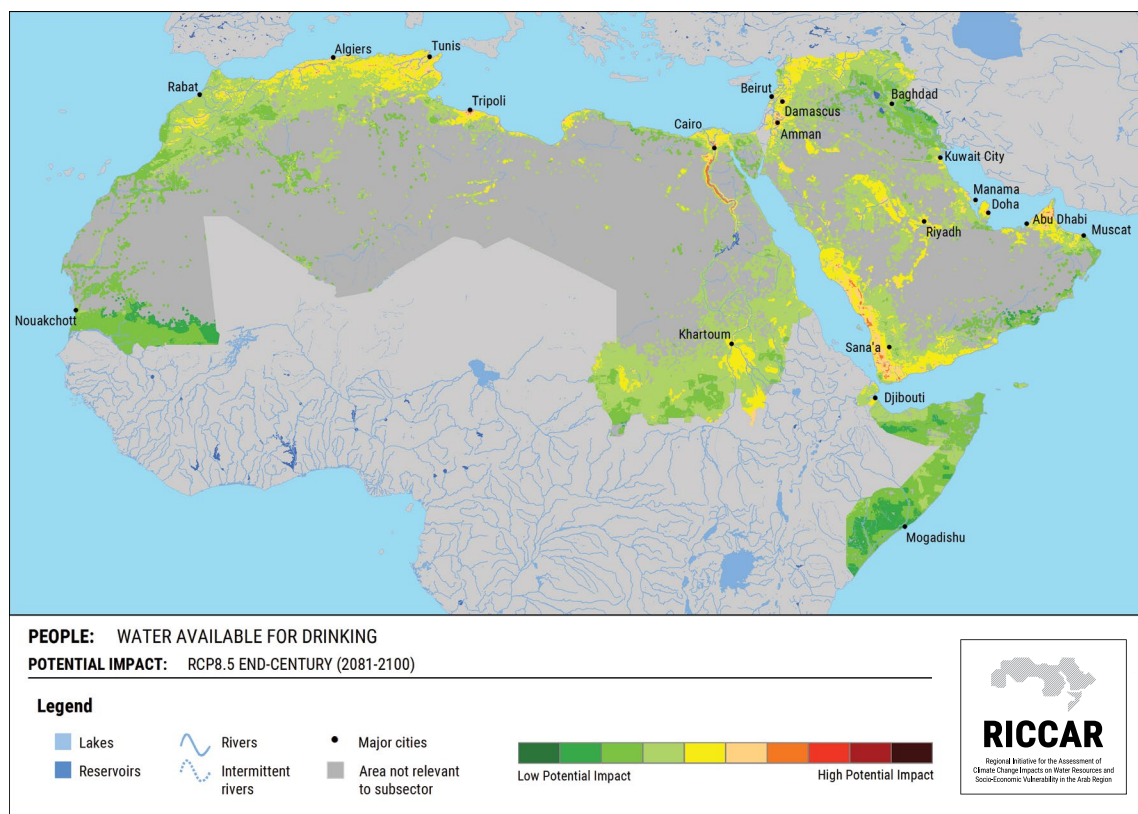 Algiers
Tunis
Rabat
Tripoli
Beirut
Baghdad
Damascus
Cairo
Amman
Kuwait City
Manama
Doha
Abu Dhabi
Riyadh
Muscat
Nouakchott
Khartoum
Sana'a
Djibouti
Mogadishu
PEOPLE: WATER AVAILABLE FOR DRINKING
POTENTIAL IMPACT: RCP8.5 END-CENTURY (2081-2100)
Legend
Lakes
Reservoirs
Rivers
Intermittent
rivers
Major cities
Area not relevant
to subsector
Low Potential Impact
High Potential Impact
RICCAR
Regional Initiative for the Assessment of
Climate Change Impacts on Water Resources and
Socio-Economic Vulnerability in the Arab Region